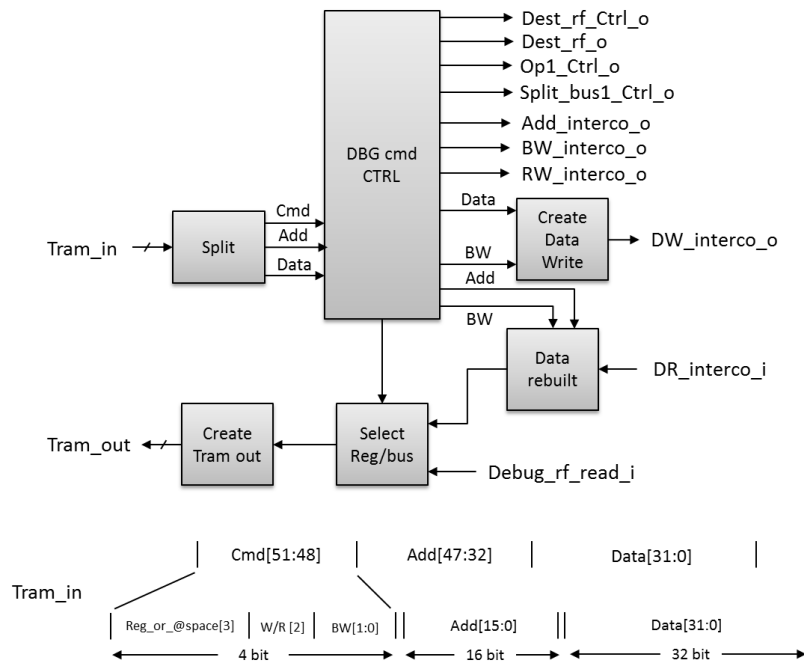 Dest_rf_Ctrl_o
Dest_rf_o
Op1_Ctrl_o
Split_bus1_Ctrl_o
Add_interco_o
BW_interco_o
RW_interco_o
DBG cmd
CTRL
Data
Create
Data
Write
DW_interco_o
BW
Add
BW
Cmd
Add
Data
Tram_in
Split
Data
rebuilt
DR_interco_i
Tram_out
Create
Tram out
Select
Reg/bus
Debug_rf_read_i
Cmd[51:48]
Add[47:32]
Data[31:0]
Tram_in
Reg_or_@space[3]
W/R [2]
BW[1:0]
Add[15:0]
Data[31:0]
4 bit
16 bit
32 bit